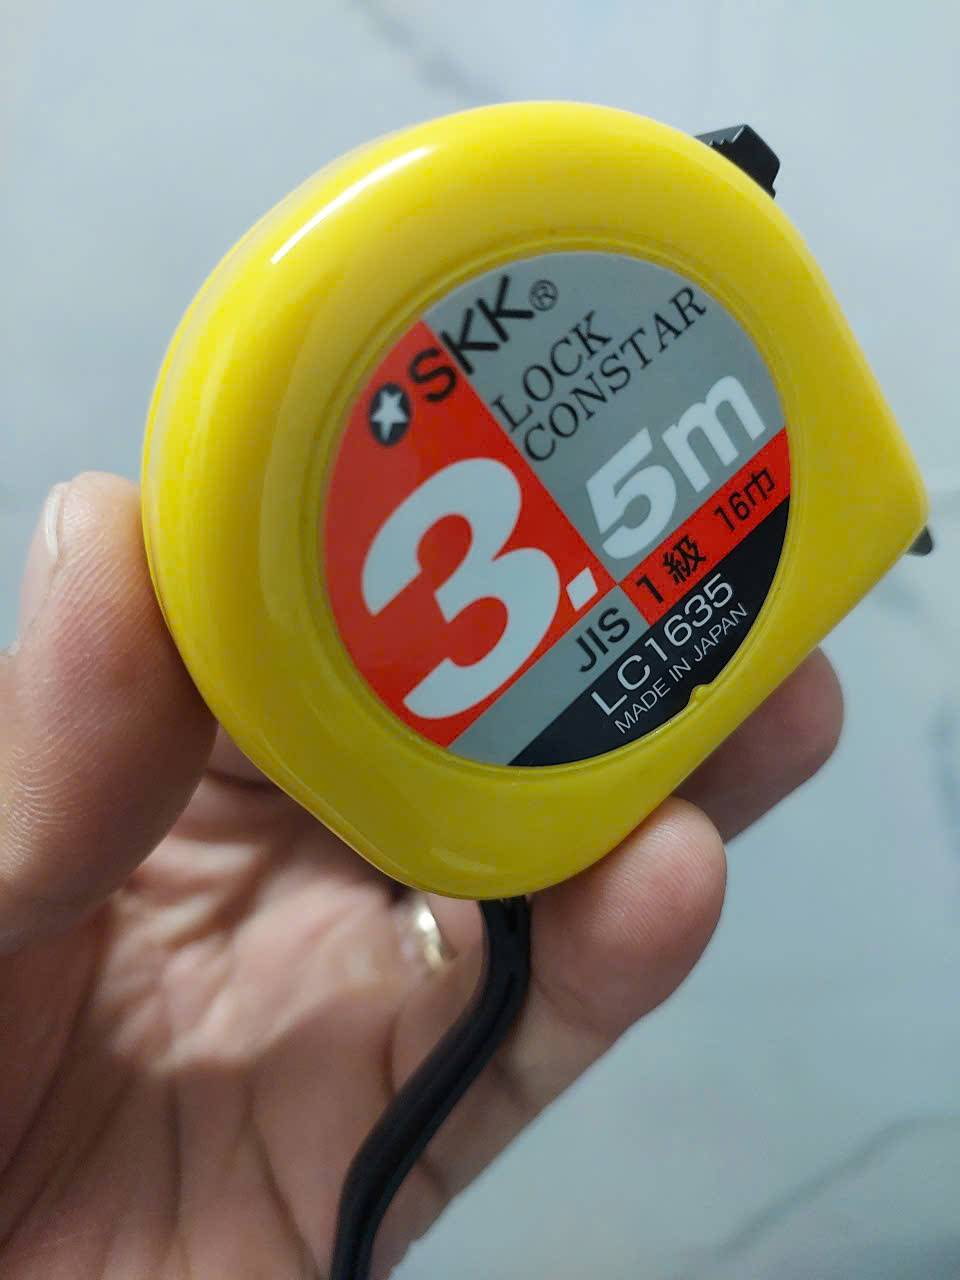 SKK®
LOCK
CONSTAR
3.5m
JIS 1級 16巾
LC1635
MADE IN JAPAN